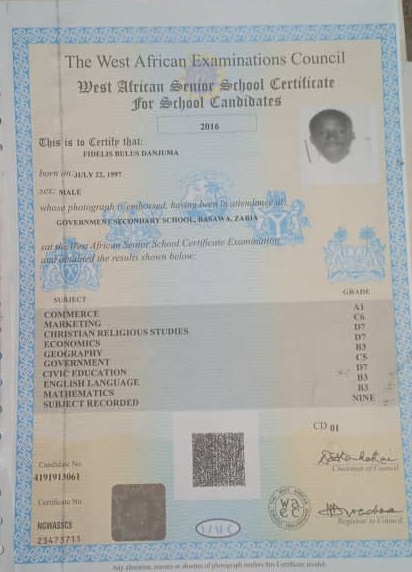 The West African Examinations Council
West African Senior School Certificate
For School Candidates
2016
This is to Certify that:
FIDELIS BULUS DANJUMA
born on JULY 22, 1997
sex: MALE
whose photograph is embossed, having been in attendance at
GOVERNMENT SECONDARY SCHOOL, BASAWA, ZARIA
sat the West African Senior School Certificate Examination
and obtained the results shown below:
SUBJECT GRADE
COMMERCE A1
MARKETING C6
CHRISTIAN RELIGIOUS STUDIES D7
ECONOMICS D7
GEOGRAPHY B3
GOVERNMENT C5
CIVIC EDUCATION D7
ENGLISH LANGUAGE B3
MATHEMATICS B3
SUBJECT RECORDED NINE
CD 01
Candidate No.
4191913061
Chairman of Council
Certificate No
NGWASSCS
23473711
Registrar to Council
Any alteration, erasure or absence of photograph renders this Certificate invalid